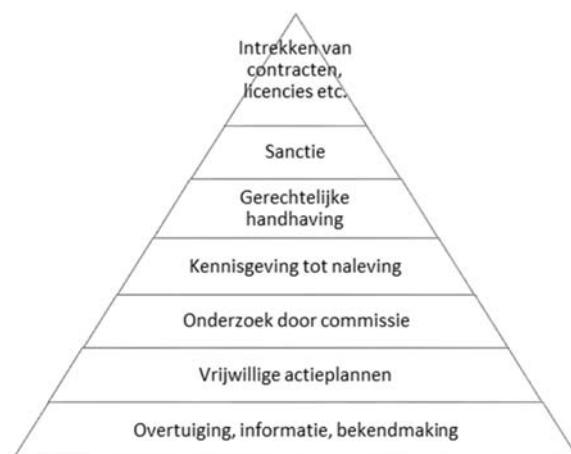 Intrekken van
contracten,
licencies etc.
Sanctie
Gerechtelijke
handhaving
Kennisgeving tot naleving
Onderzoek door commissie
Vrijwillige actieplannen
Overtuiging, informatie, bekendmaking